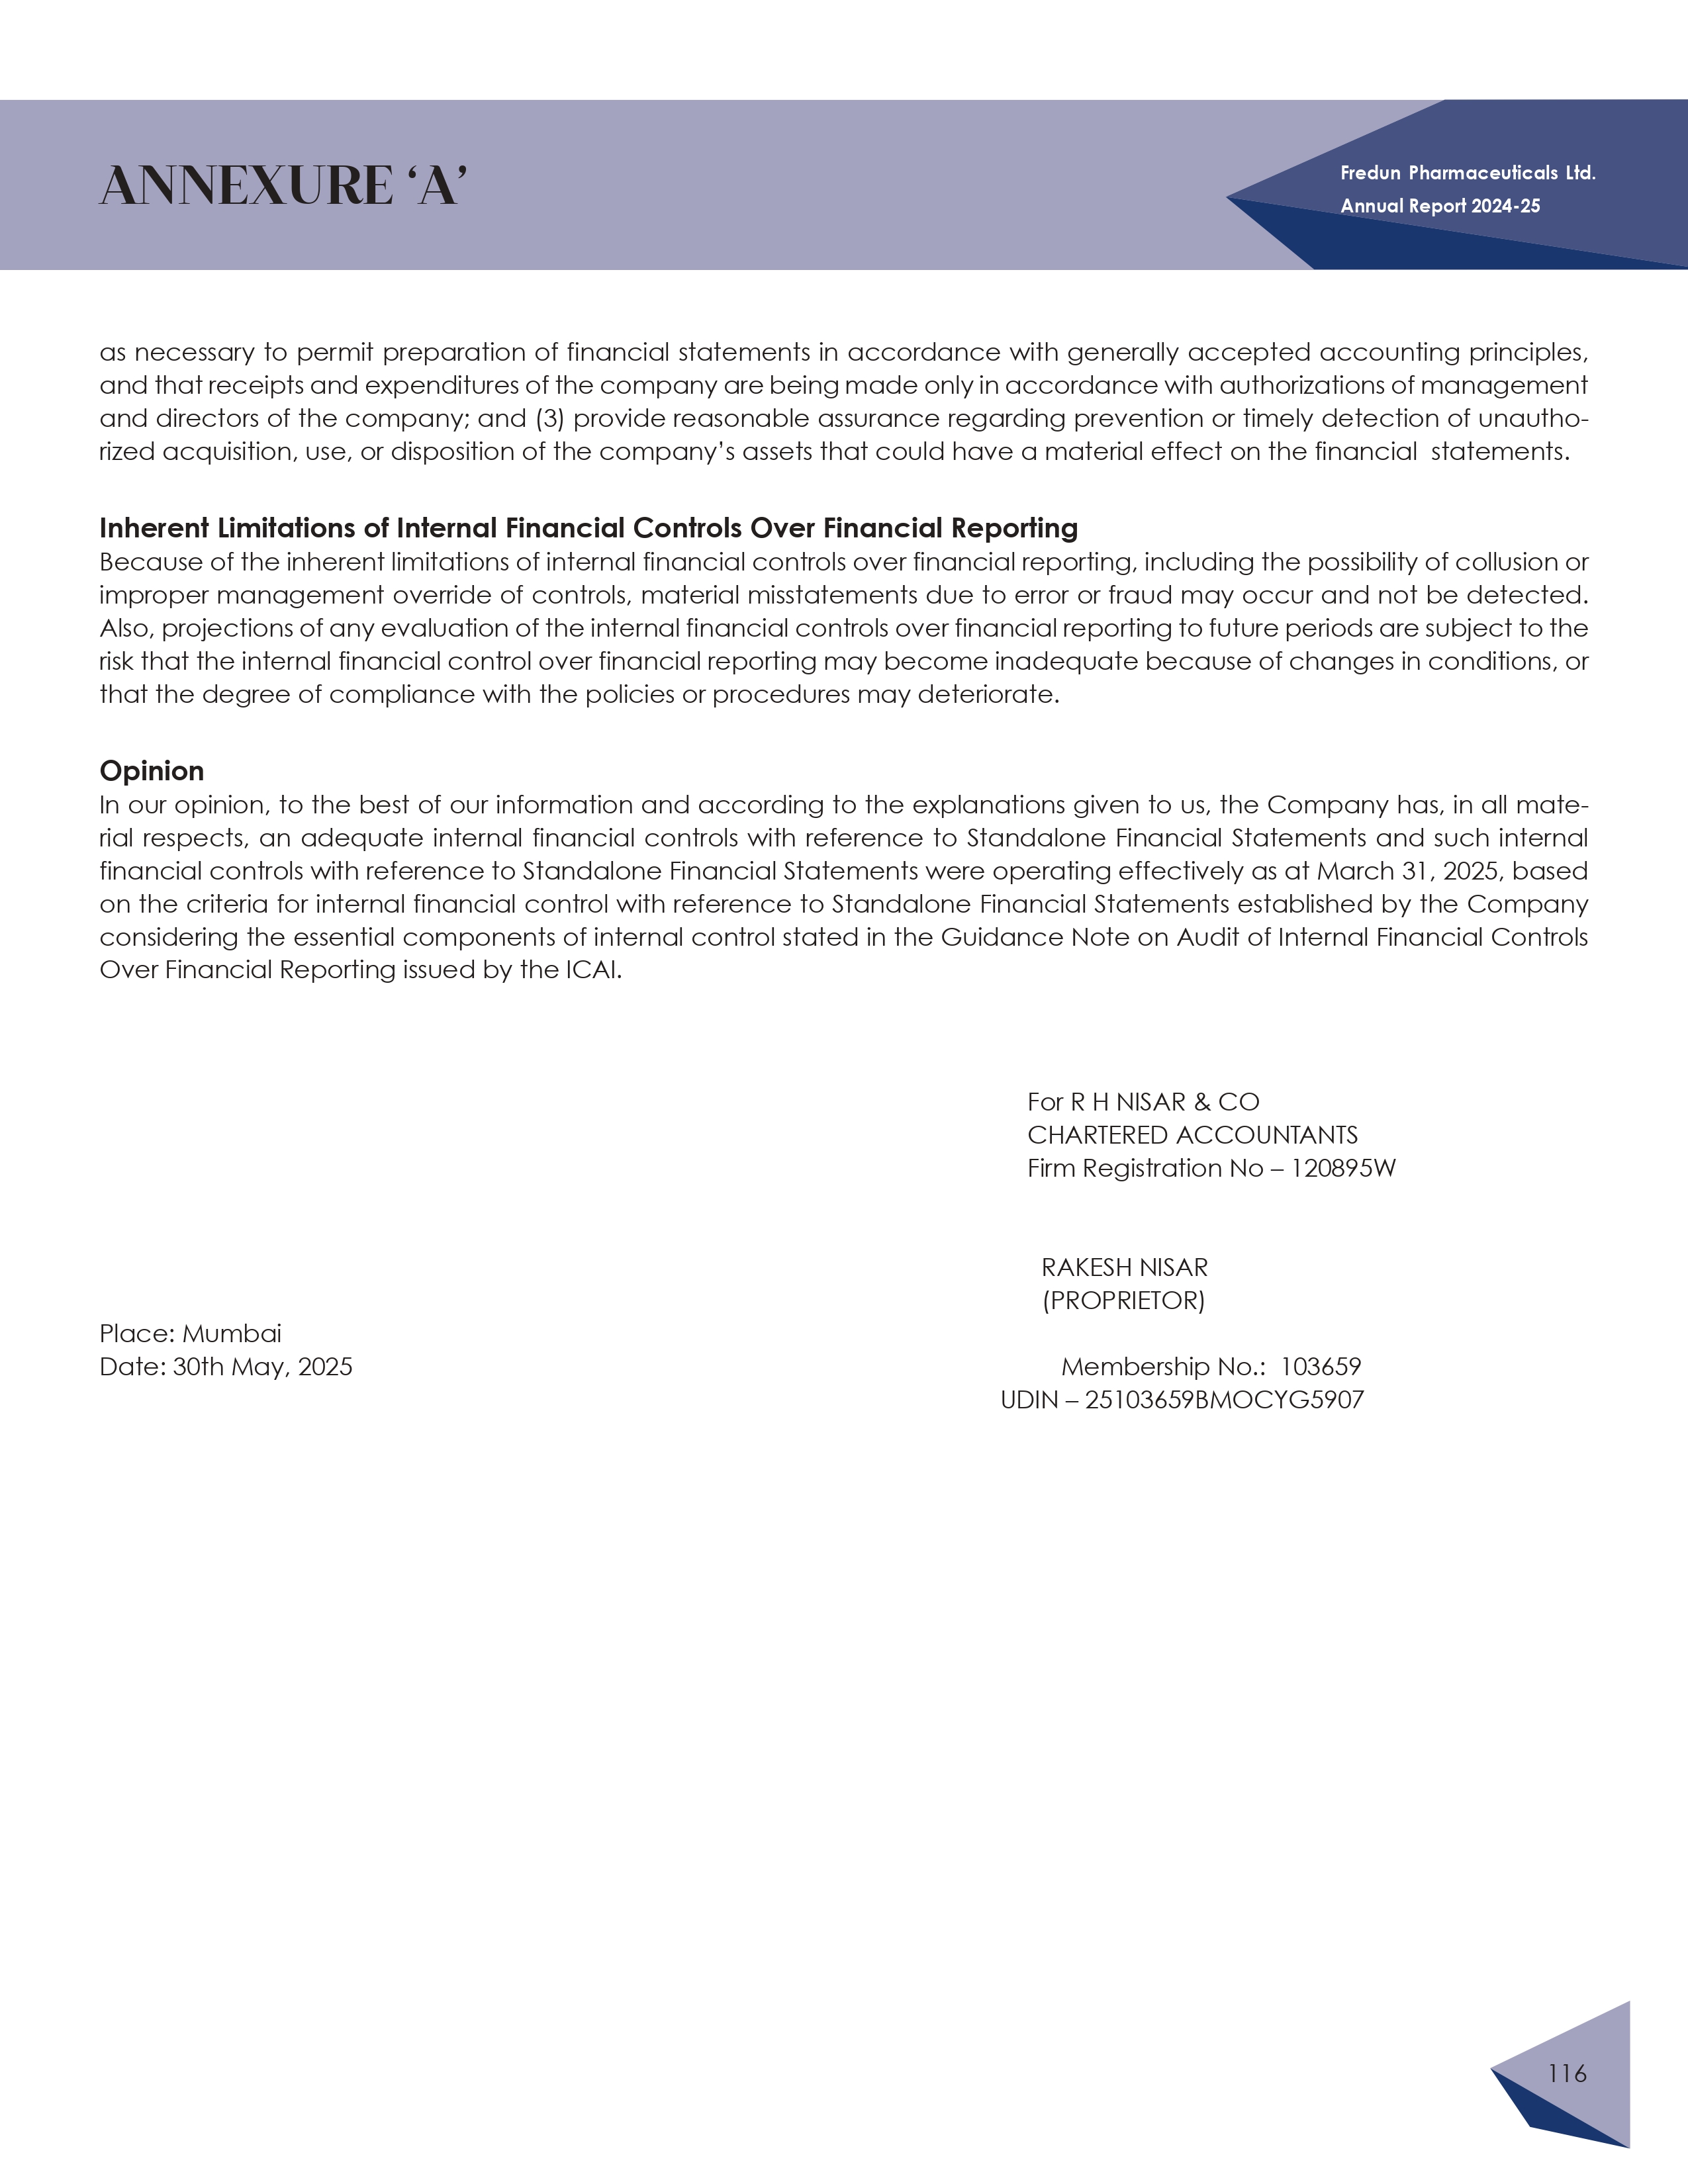 ANNEXURE ‘A’
Fredun Pharmaceuticals Ltd.
Annual Report 2024-25
as necessary to permit preparation of financial statements in accordance with generally accepted accounting principles,
and that receipts and expenditures of the company are being made only in accordance with authorizations of management
and directors of the company; and (3) provide reasonable assurance regarding prevention or timely detection of unautho-
rized acquisition, use, or disposition of the company’s assets that could have a material effect on the financial  statements.
Inherent Limitations of Internal Financial Controls Over Financial Reporting
Because of the inherent limitations of internal financial controls over financial reporting, including the possibility of collusion or
improper management override of controls, material misstatements due to error or fraud may occur and not be detected.
Also, projections of any evaluation of the internal financial controls over financial reporting to future periods are subject to the
risk that the internal financial control over financial reporting may become inadequate because of changes in conditions, or
that the degree of compliance with the policies or procedures may deteriorate.
Opinion
In our opinion, to the best of our information and according to the explanations given to us, the Company has, in all mate-
rial respects, an adequate internal financial controls with reference to Standalone Financial Statements and such internal
financial controls with reference to Standalone Financial Statements were operating effectively as at March 31, 2025, based
on the criteria for internal financial control with reference to Standalone Financial Statements established by the Company
considering the essential components of internal control stated in the Guidance Note on Audit of Internal Financial Controls
Over Financial Reporting issued by the ICAI.
For R H NISAR & CO
CHARTERED ACCOUNTANTS
Firm Registration No – 120895W
RAKESH NISAR
(PROPRIETOR)
Place: Mumbai
Date: 30th May, 2025
Membership No.:  103659
UDIN – 25103659BMOCYG5907
116